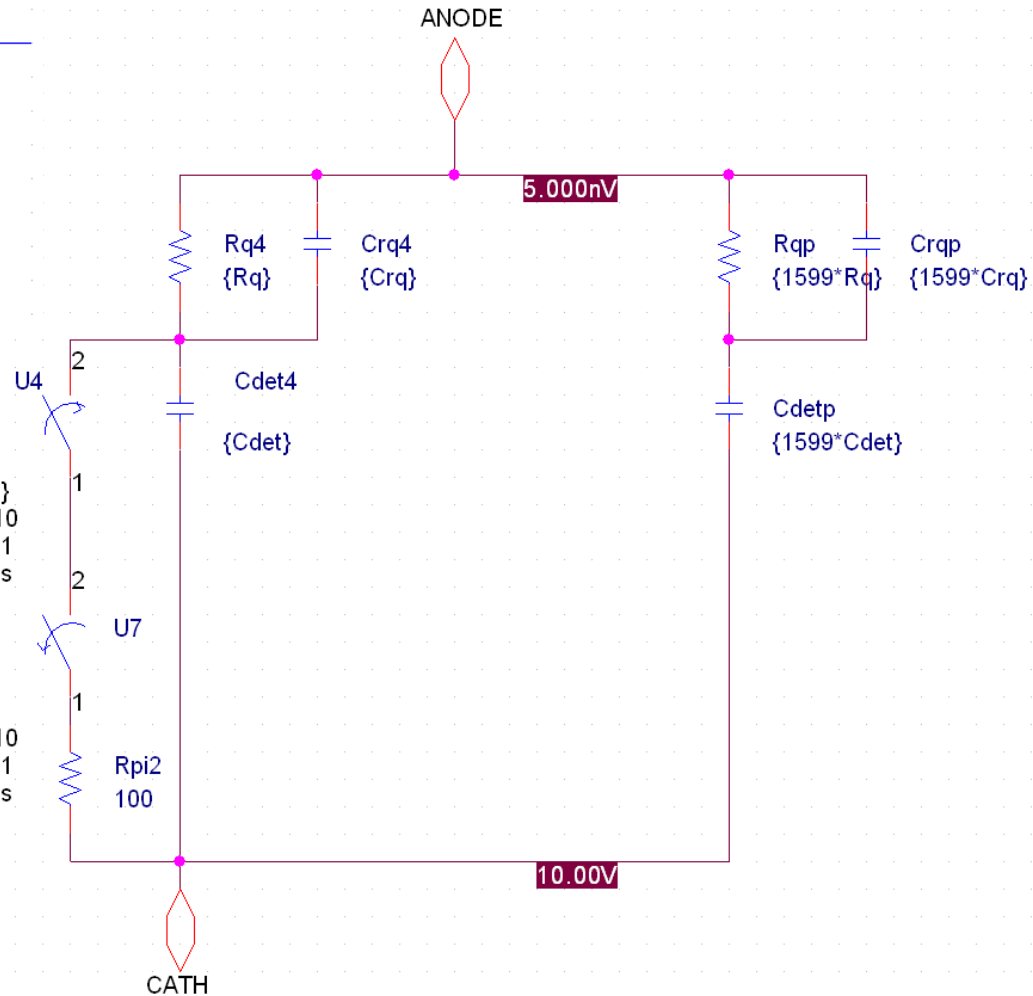 ANODE
5.000nV
Rq4
{Rq}
Crq4
{Crq}
Rqp
{1599*Rq}
Crqp
{1599*Crq}
2
U4
Cdet4
{Cdet}
Cdetp
{1599*Cdet}
1
}
10
1
s
2
U7
1
10
1
s
Rpi2
100
10.00V
CATH